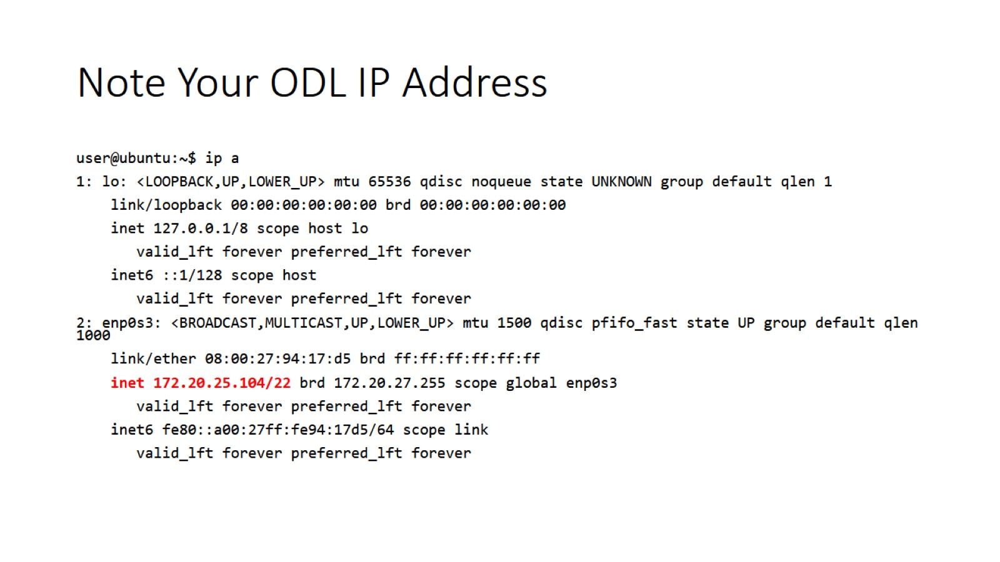 Note Your ODL IP Address
user@ubuntu:~$ ip a
1: lo: <LOOPBACK,UP,LOWER_UP> mtu 65536 qdisc noqueue state UNKNOWN group default qlen 1
link/loopback 00:00:00:00:00:00 brd 00:00:00:00:00:00
inet 127.0.0.1/8 scope host lo
valid_lft forever preferred_lft forever
inet6 ::1/128 scope host
valid_lft forever preferred_lft forever
2: enp0s3: <BROADCAST,MULTICAST,UP,LOWER_UP> mtu 1500 qdisc pfifo_fast state UP group default qlen
1000
link/ether 08:00:27:94:17:d5 brd ff:ff:ff:ff:ff:ff
inet 172.20.25.104/22 brd 172.20.27.255 scope global enp0s3
valid_lft forever preferred_lft forever
inet6 fe80::a00:27ff:fe94:17d5/64 scope link
valid_lft forever preferred_lft forever